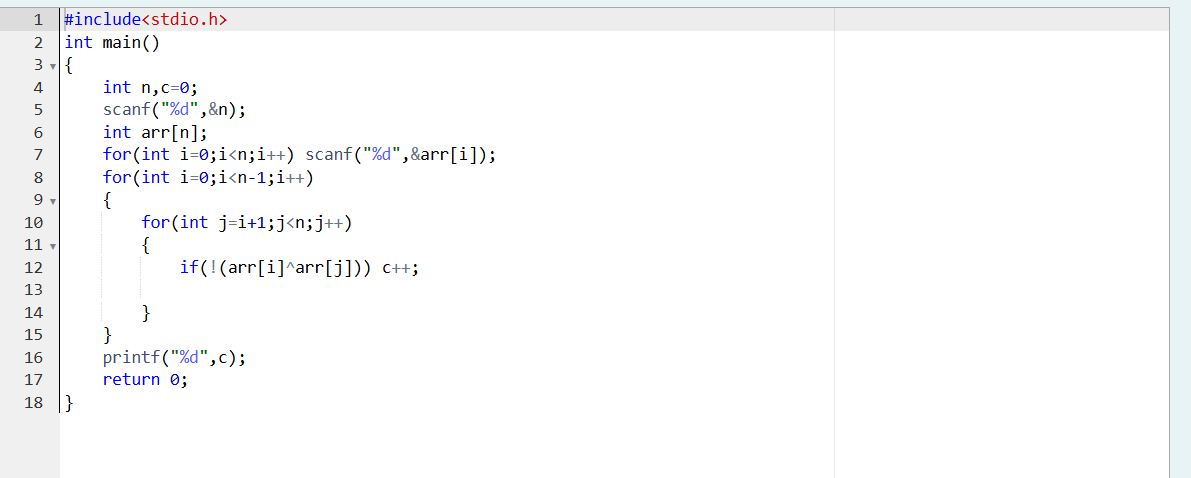 1 #include<stdio.h>
2 int main()
3 {
4     int n,c=0;
5     scanf("%d",&n);
6     int arr[n];
7     for(int i=0;i<n;i++) scanf("%d",&arr[i]);
8     for(int i=0;i<n-1;i++)
9     {
10         for(int j=i+1;j<n;j++)
11         {
12             if(!(arr[i]^arr[j])) c++;
13
14         }
15     }
16     printf("%d",c);
17     return 0;
18 }